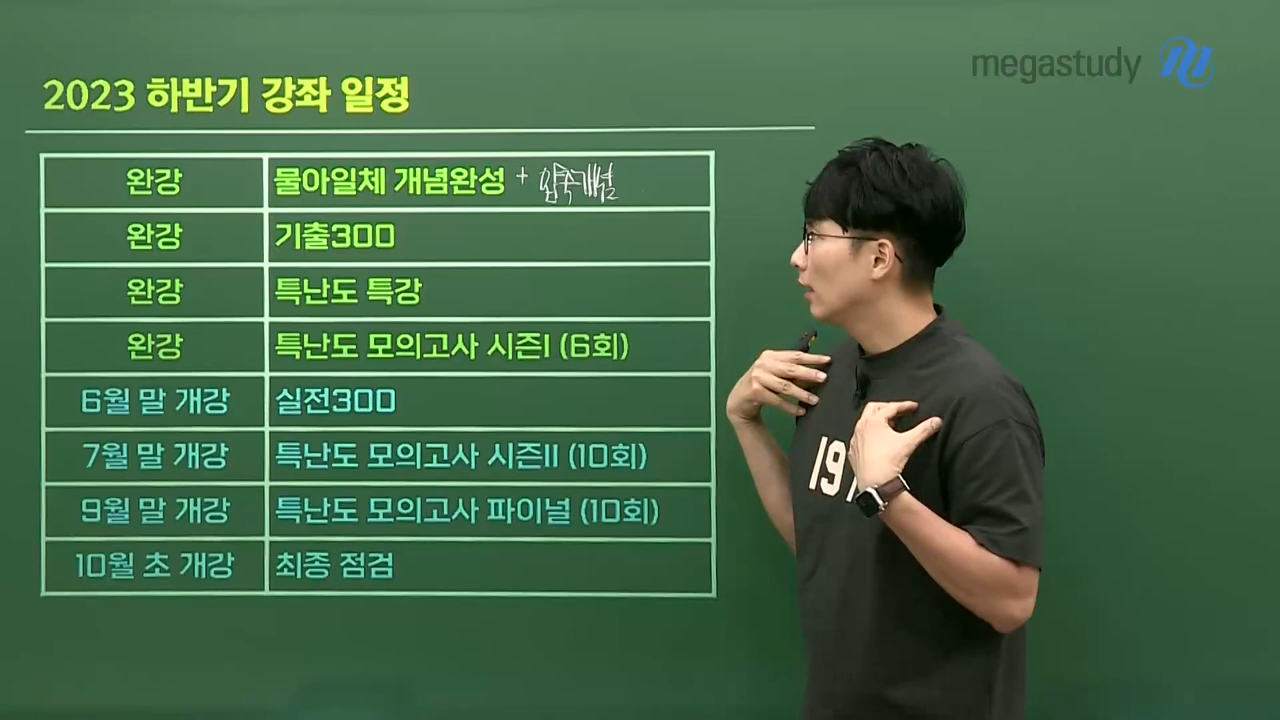 megastudy
2023 하반기 강좌 일정
완강 물아일체 개념완성 + 압축개념
완강 기출300
완강 특난도 특강
완강 특난도 모의고사 시즌I (6회)
6월 말 개강 실전300
7월 말 개강 특난도 모의고사 시즌II (10회)
9월 말 개강 특난도 모의고사 파이널 (10회)
10월 초 개강 최종 점검
197